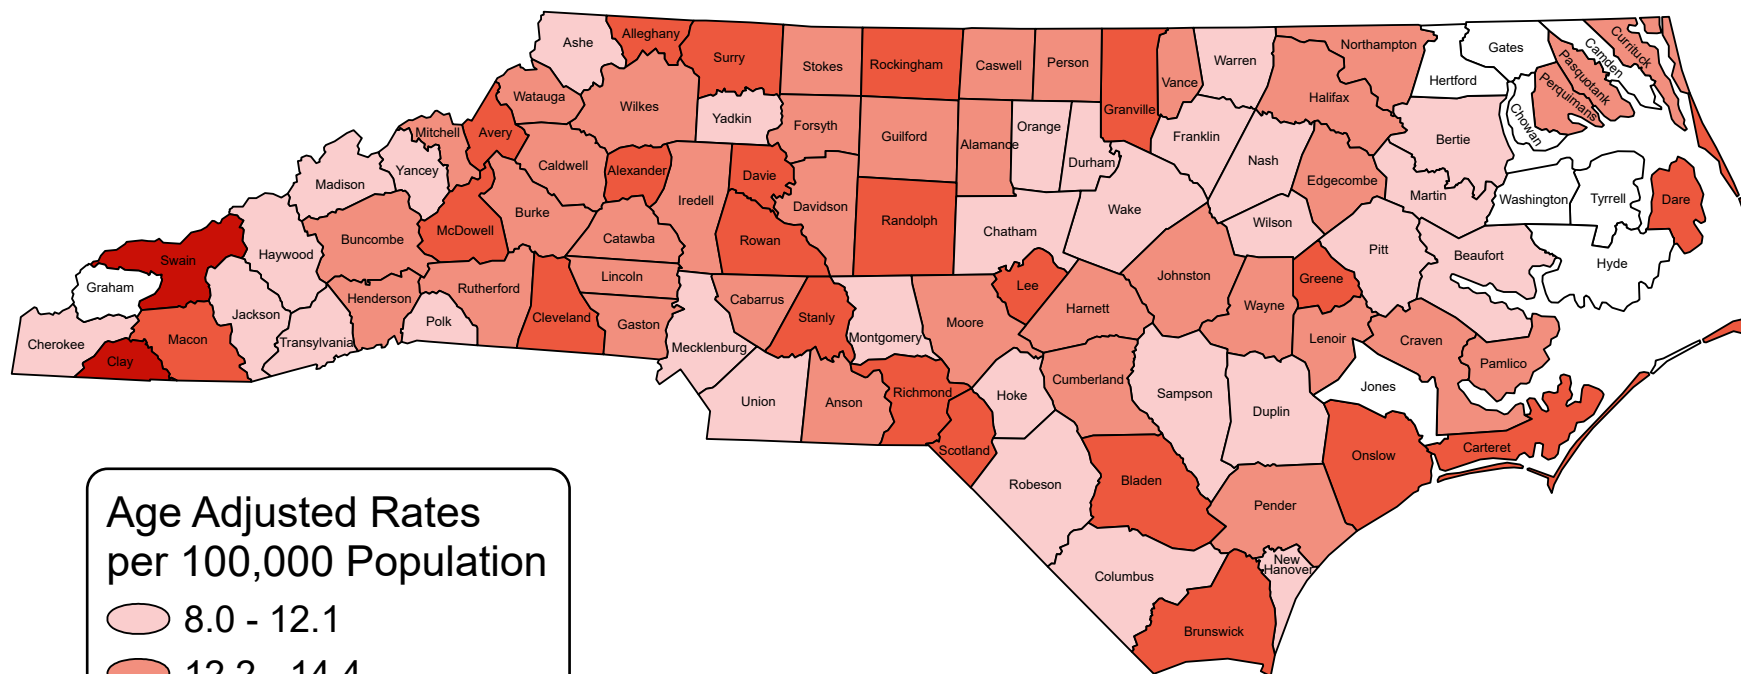 Ashe
Alleghany
Surry
Stokes
Rockingham
Caswell
Person
Granville
Vance
Warren
Northampton
Gates
Hertford
Camden
Currituck
Pasquotank
Perquimans
Chowan
Watauga
Wilkes
Yadkin
Forsyth
Guilford
Alamance
Orange
Durham
Franklin
Halifax
Bertie
Mitchell
Avery
Caldwell
Alexander
Davie
Iredell
Davidson
Randolph
Chatham
Wake
Nash
Edgecombe
Martin
Washington
Tyrrell
Dare
Madison
Yancey
McDowell
Burke
Catawba
Rowan
Wilson
Pitt
Beaufort
Hyde
Swain
Haywood
Buncombe
Rutherford
Lincoln
Cabarrus
Stanly
Lee
Johnston
Greene
Wayne
Graham
Jackson
Henderson
Polk
Cleveland
Gaston
Mecklenburg
Montgomery
Moore
Harnett
Lenoir
Craven
Pamlico
Cherokee
Clay
Macon
Transylvania
Union
Anson
Richmond
Scotland
Hoke
Cumberland
Sampson
Duplin
Jones
Onslow
Carteret
Robeson
Bladen
Pender
Columbus
New
Hanover
Brunswick
Age Adjusted Rates
per 100,000 Population
8.0 - 12.1
12.2 - 14.4